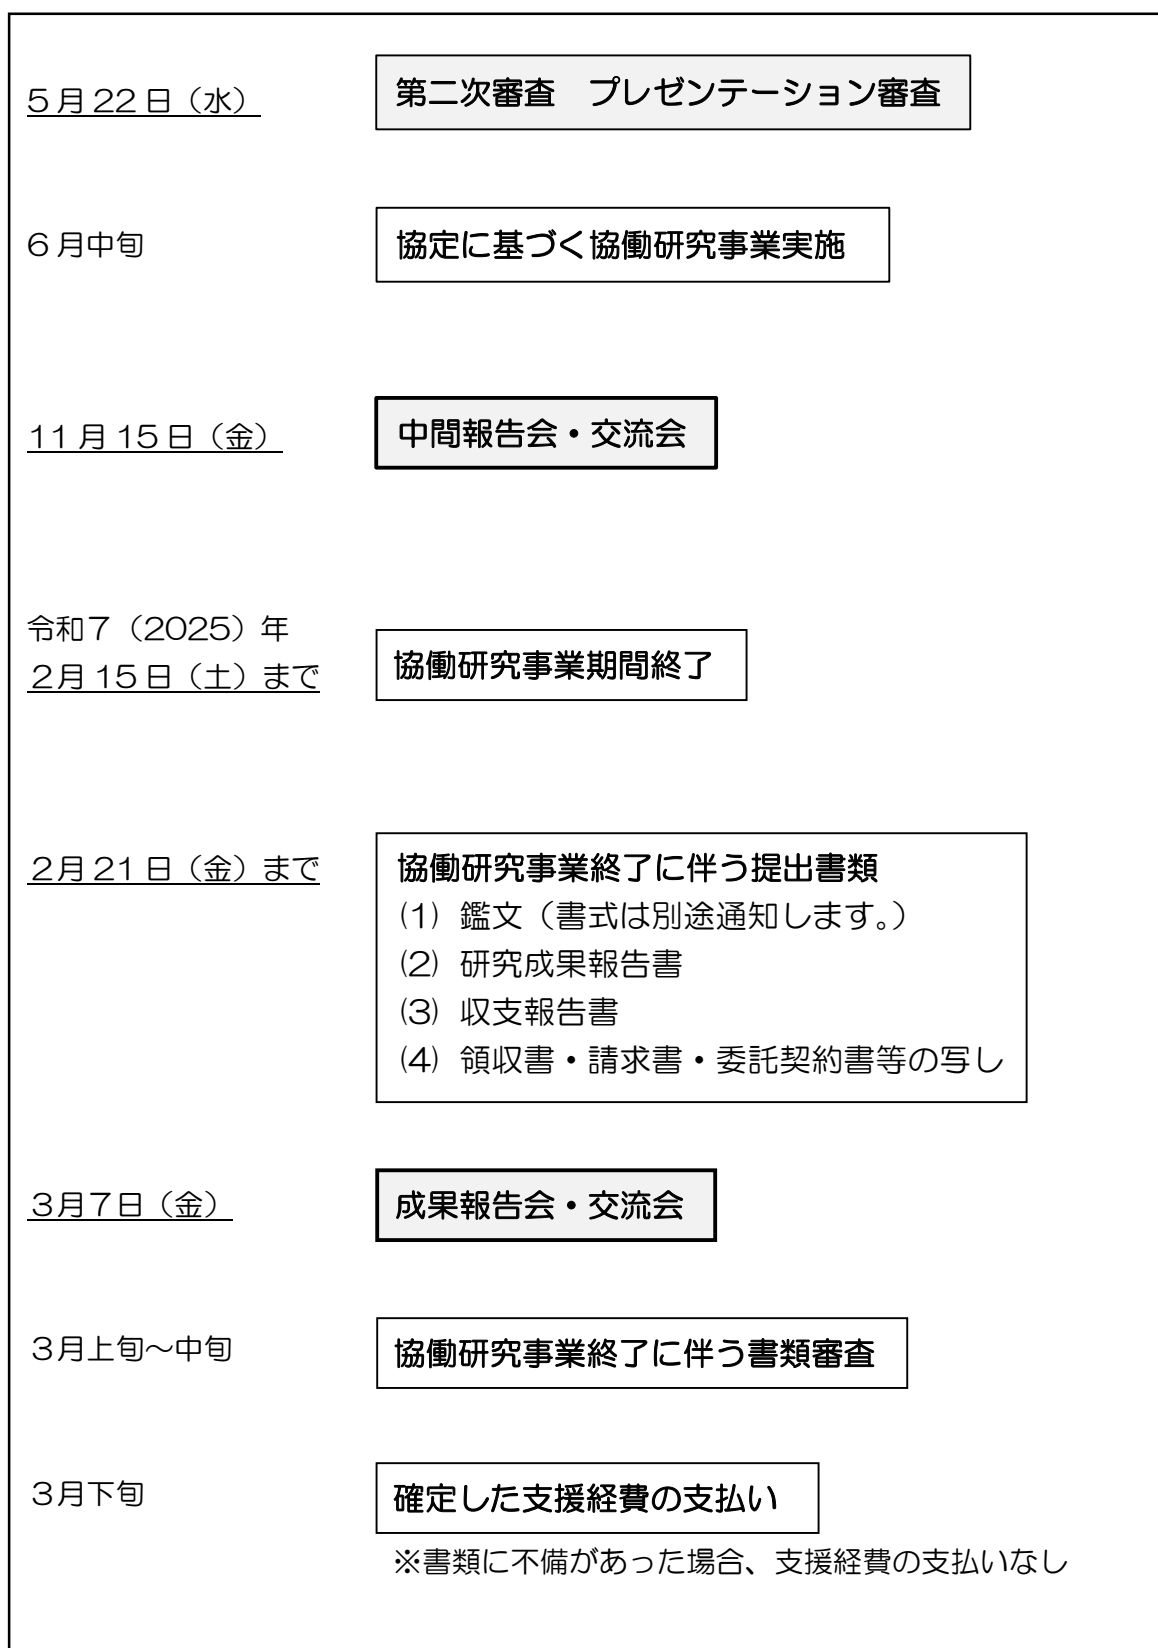 ５月22日（水）
第二次審査　プレゼンテーション審査
６月中旬
協定に基づく協働研究事業実施
11月15日（金）
中間報告会・交流会
令和７（2025）年
２月15日（土）まで
協働研究事業期間終了
２月21日（金）まで
協働研究事業終了に伴う提出書類
⑴ 鑑文（書式は別途通知します。）
⑵ 研究成果報告書
⑶ 収支報告書
⑷ 領収書・請求書・委託契約書等の写し
３月７日（金）
成果報告会・交流会
３月上旬～中旬
協働研究事業終了に伴う書類審査
３月下旬
確定した支援経費の支払い
※書類に不備があった場合、支援経費の支払いなし